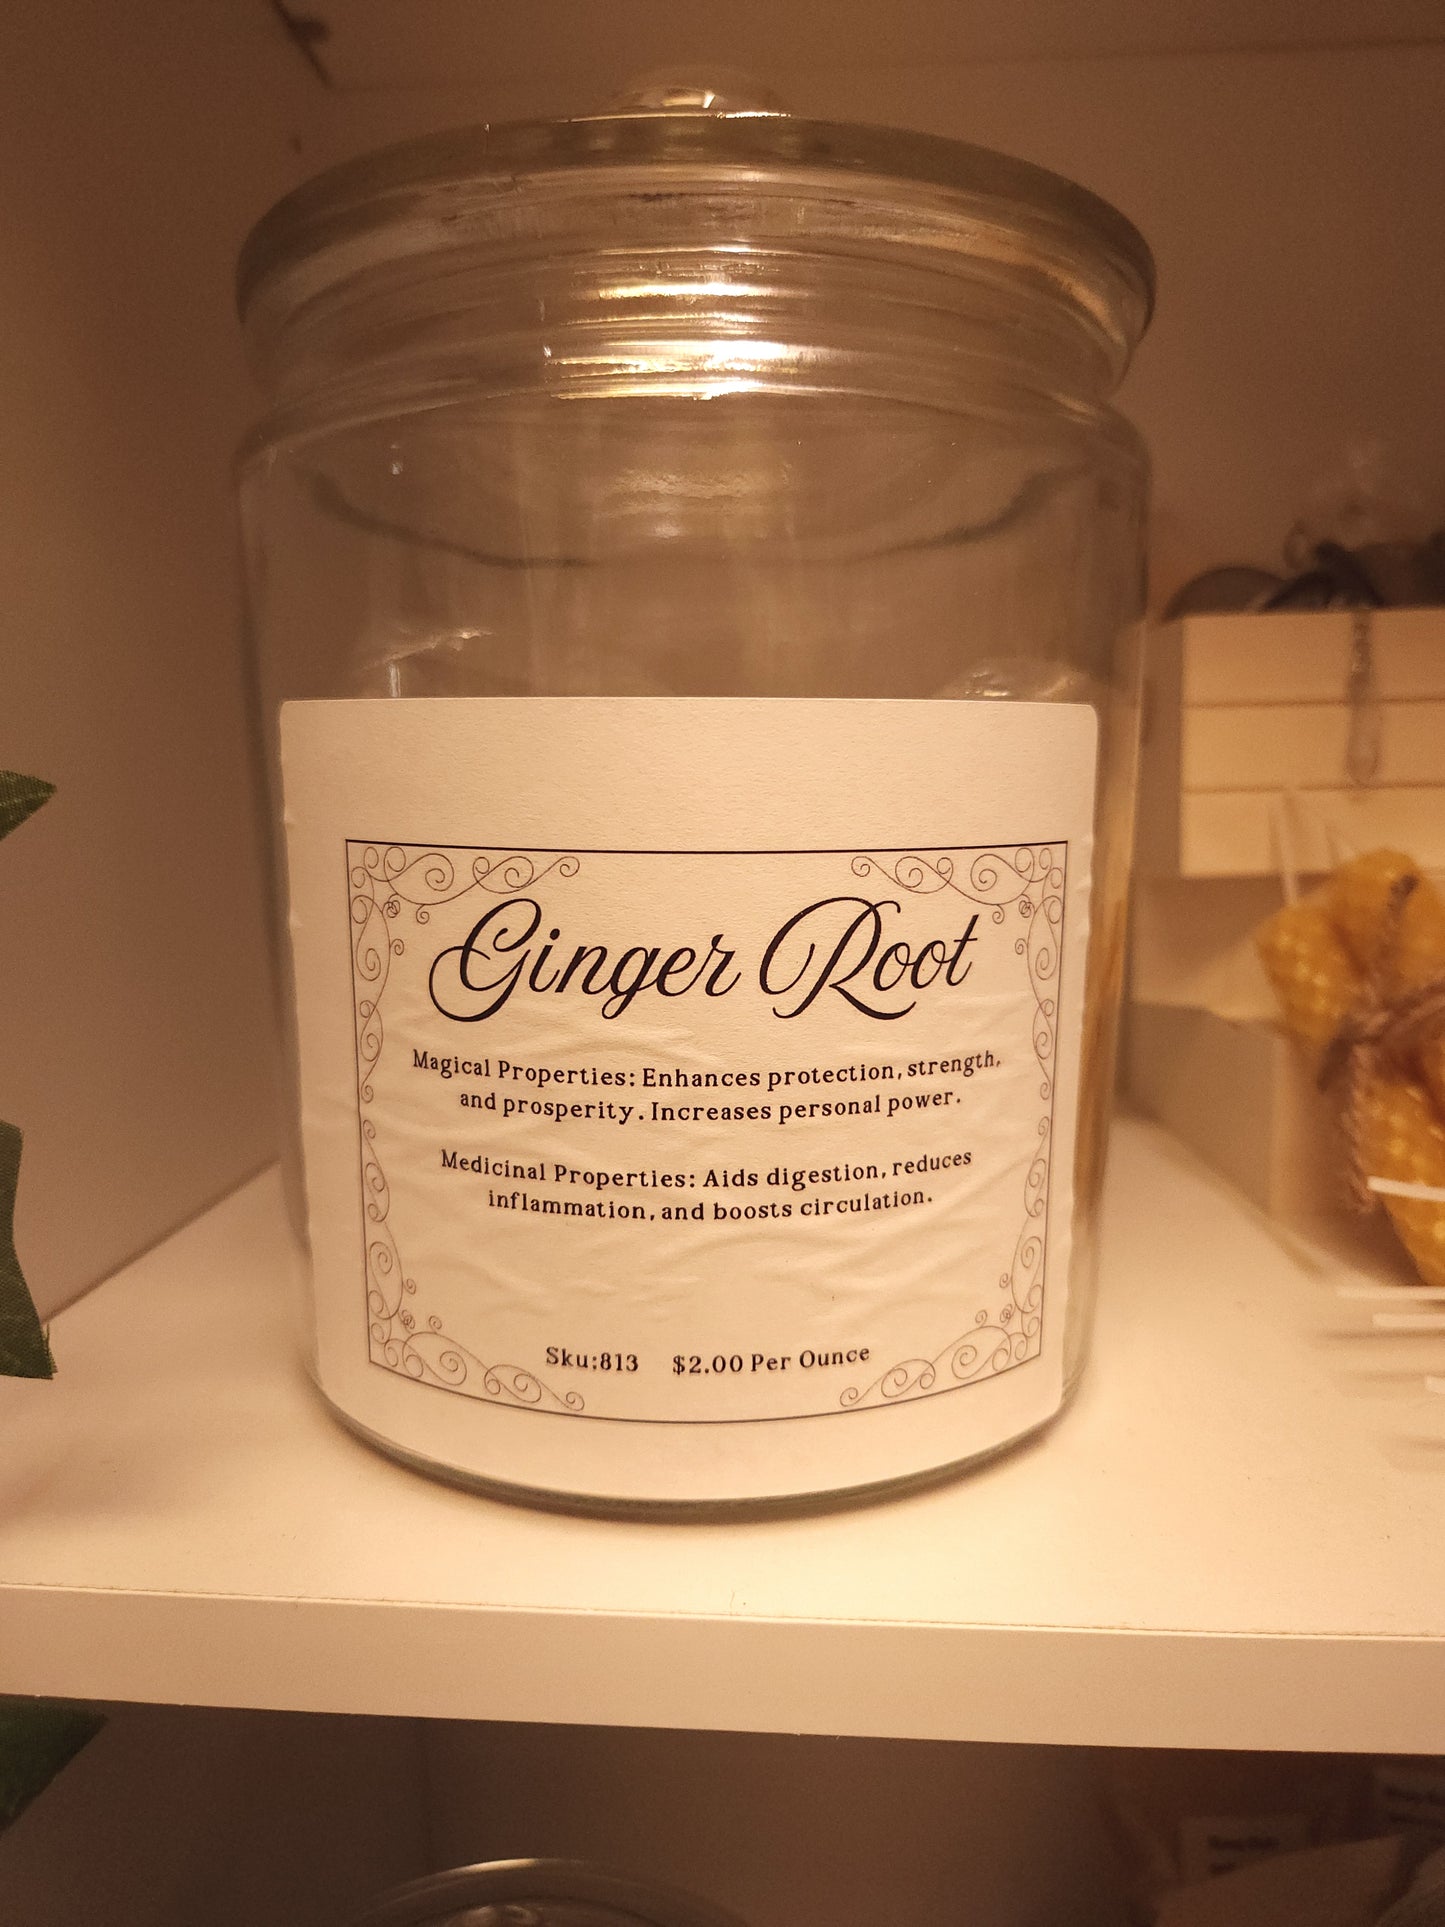 Ginger Root
Magical Properties: Enhances protection, strength,
and prosperity. Increases personal power.
Medicinal Properties: Aids digestion, reduces
inflammation, and boosts circulation.
Sku:813 $2.00 Per Ounce